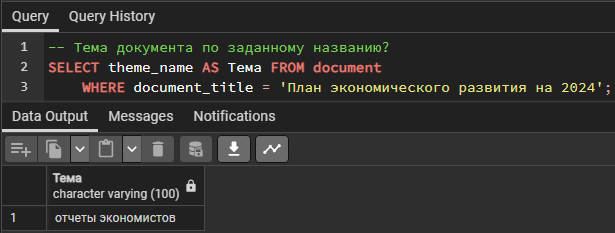 Query Query History
1 -- Тема документа по заданному названию?
2 SELECT theme_name AS Тема FROM document
3 WHERE document_title = 'План экономического развития на 2024';
Data Output Messages Notifications
Тема
character varying (100)
1 отчеты экономистов